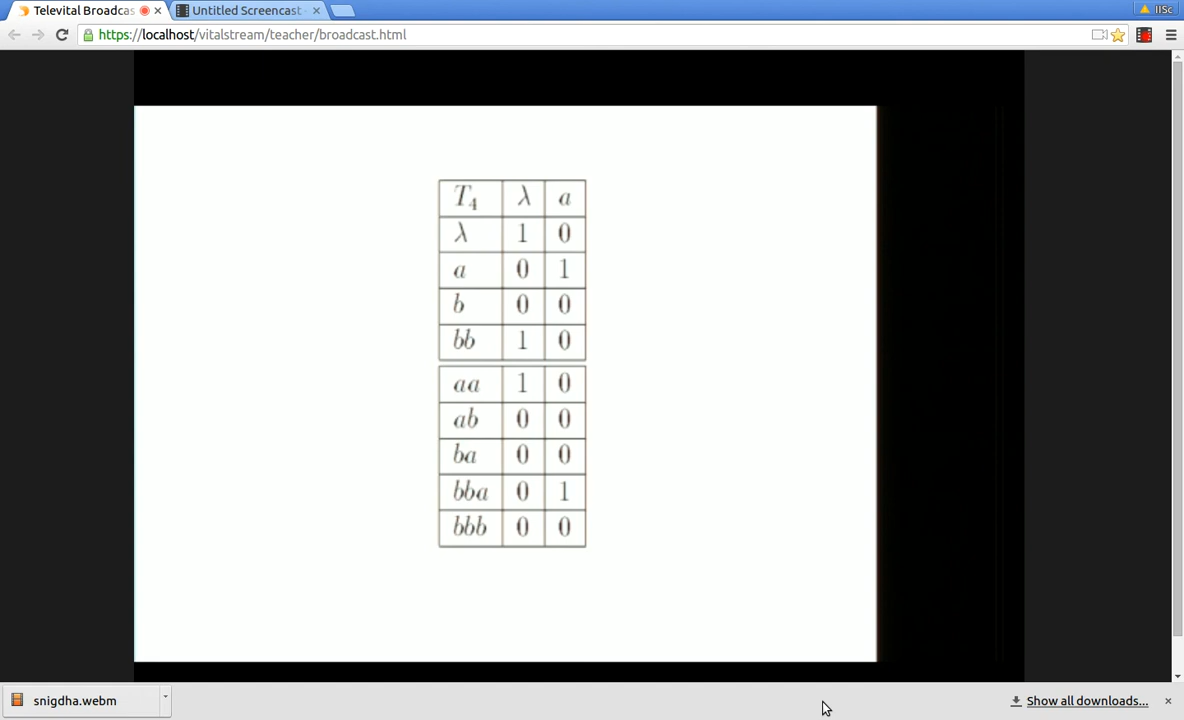 Televital Broadcas
Untitled Screencast
IISc
https://localhost/vitalstream/teacher/broadcast.html
T₄ λ a
λ 1 0
a 0 1
b 0 0
bb 1 0
aa 1 0
ab 0 0
ba 0 0
bba 0 1
bbb 0 0
snigdha.webm
Show all downloads...